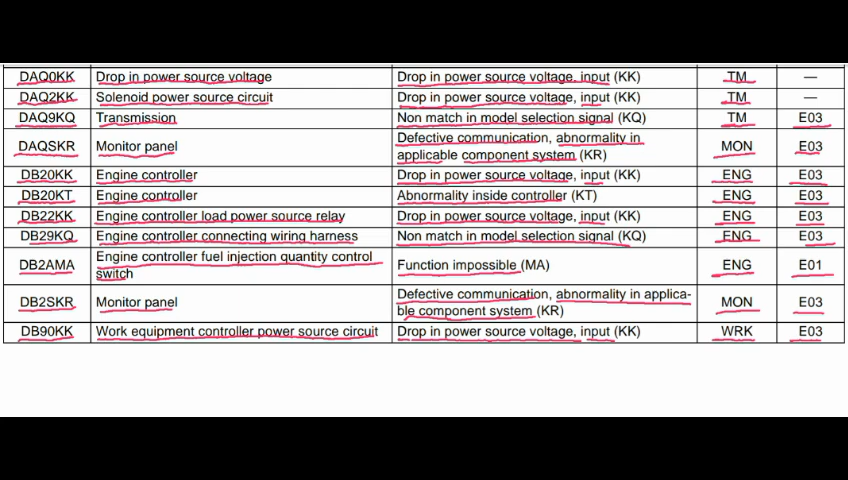 DAQ0KK Drop in power source voltage Drop in power source voltage, input (KK) TM —
DAQ2KK Solenoid power source circuit Drop in power source voltage, input (KK) TM —
DAQ9KQ Transmission Non match in model selection signal (KQ) TM E03
DAQSKR Monitor panel Defective communication, abnormality in
applicable component system (KR) MON E03
DB20KK Engine controller Drop in power source voltage, input (KK) ENG E03
DB20KT Engine controller Abnormality inside controller (KT) ENG E03
DB22KK Engine controller load power source relay Drop in power source voltage, input (KK) ENG E03
DB29KQ Engine controller connecting wiring harness Non match in model selection signal (KQ) ENG E03
DB2AMA Engine controller fuel injection quantity control
switch Function impossible (MA) ENG E01
DB2SKR Monitor panel Defective communication, abnormality in applica-
ble component system (KR) MON E03
DB90KK Work equipment controller power source circuit Drop in power source voltage, input (KK) WRK E03